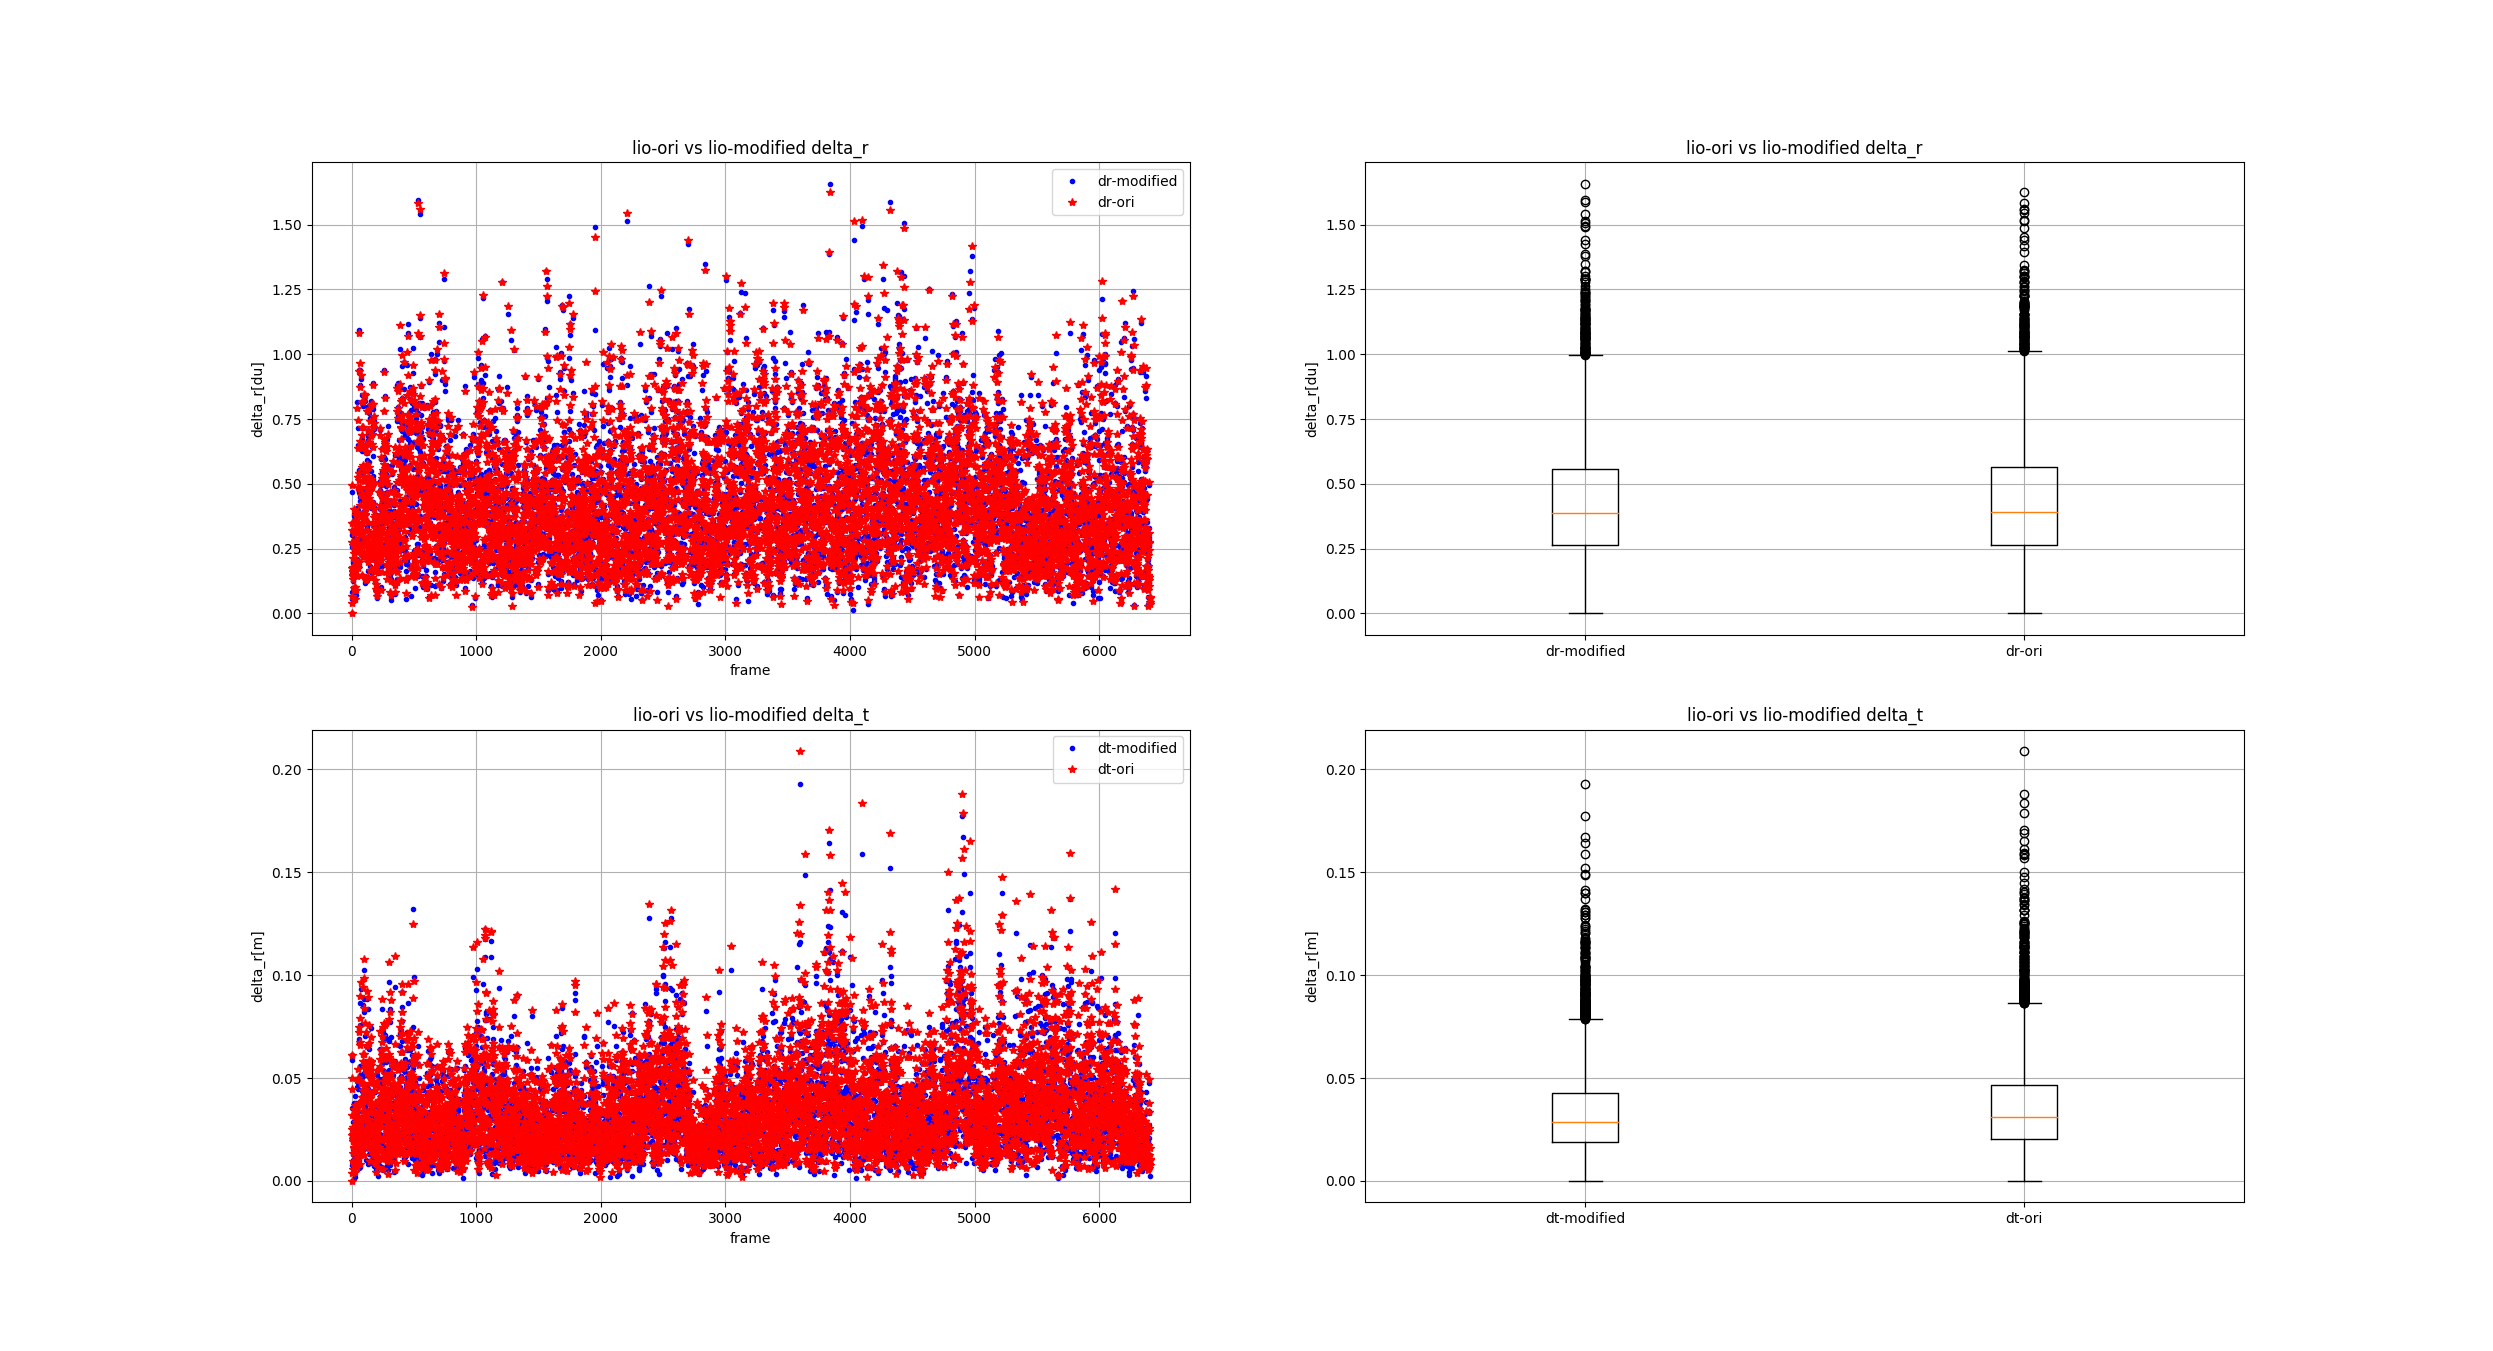 lio-ori vs lio-modified delta_r
dr-modified
dr-ori
1.50
1.25
1.00
0.75
0.50
0.25
0.00
delta_r[du]
0 1000 2000 3000 4000 5000 6000
frame
lio-ori vs lio-modified delta_r
1.50
1.25
1.00
0.75
0.50
0.25
0.00
delta_r[du]
dr-modified dr-ori
lio-ori vs lio-modified delta_t
dt-modified
dt-ori
0.20
0.15
0.10
0.05
0.00
delta_r[m]
0 1000 2000 3000 4000 5000 6000
frame
lio-ori vs lio-modified delta_t
0.20
0.15
0.10
0.05
0.00
delta_r[m]
dt-modified dt-ori